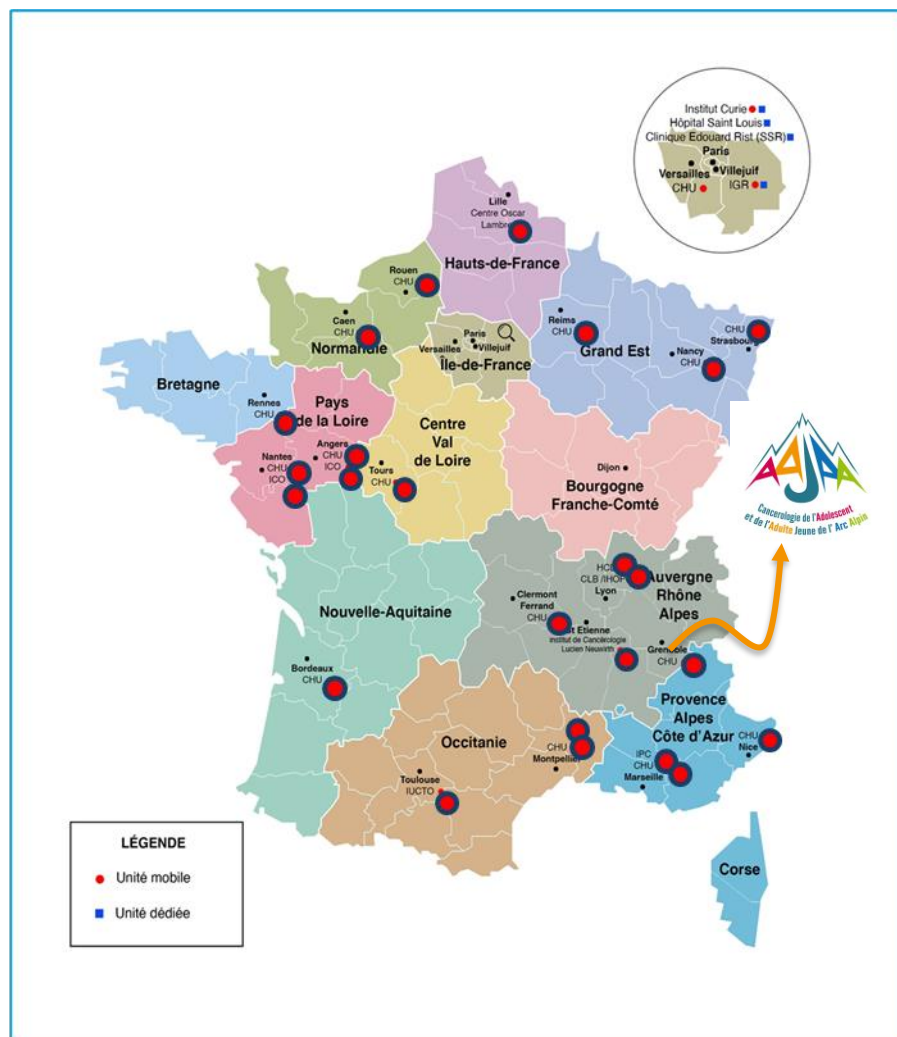 Institut Curie
Hôpital Saint Louis
Clinique Edouard Rist (SSR)
Paris
Versailles
Villejuif
CHU
IGR
Lille
Centre Oscar
Hauts-de-France
Rouen
CHU
Caen
CHU
Normandie
Paris
Versailles
Villejuif
Île-de-France
Reims
CHU
Grand Est
CHU
Strasbourg
Nancy
CHU
Bretagne
Rennes
CHU
Pays
de la Loire
Angers
CHU
ICO
Nantes
CHU
ICO
Centre
Val
de Loire
Tours
CHU
Dijon
Bourgogne
Franche-Comté
AAJPA
Cancérologie de l'Adolescent
et de l'Adulte Jeune de l' Arc Alpin
Nouvelle-Aquitaine
Bordeaux
CHU
Clermont
Ferrand
CHU
CLB /IHOP
Lyon
Auvergne
Rhône
Alpes
St Etienne
Institut de Cancérologie
Lucien Neuwirth
Grenoble
CHU
Provence
Alpes
Côte d'Azur
CHU
Nice
IPC
CHU
Marseille
Occitanie
CHU
Montpellier
Toulouse
IUCTO
Corse
LÉGENDE
Unité mobile
Unité dédiée